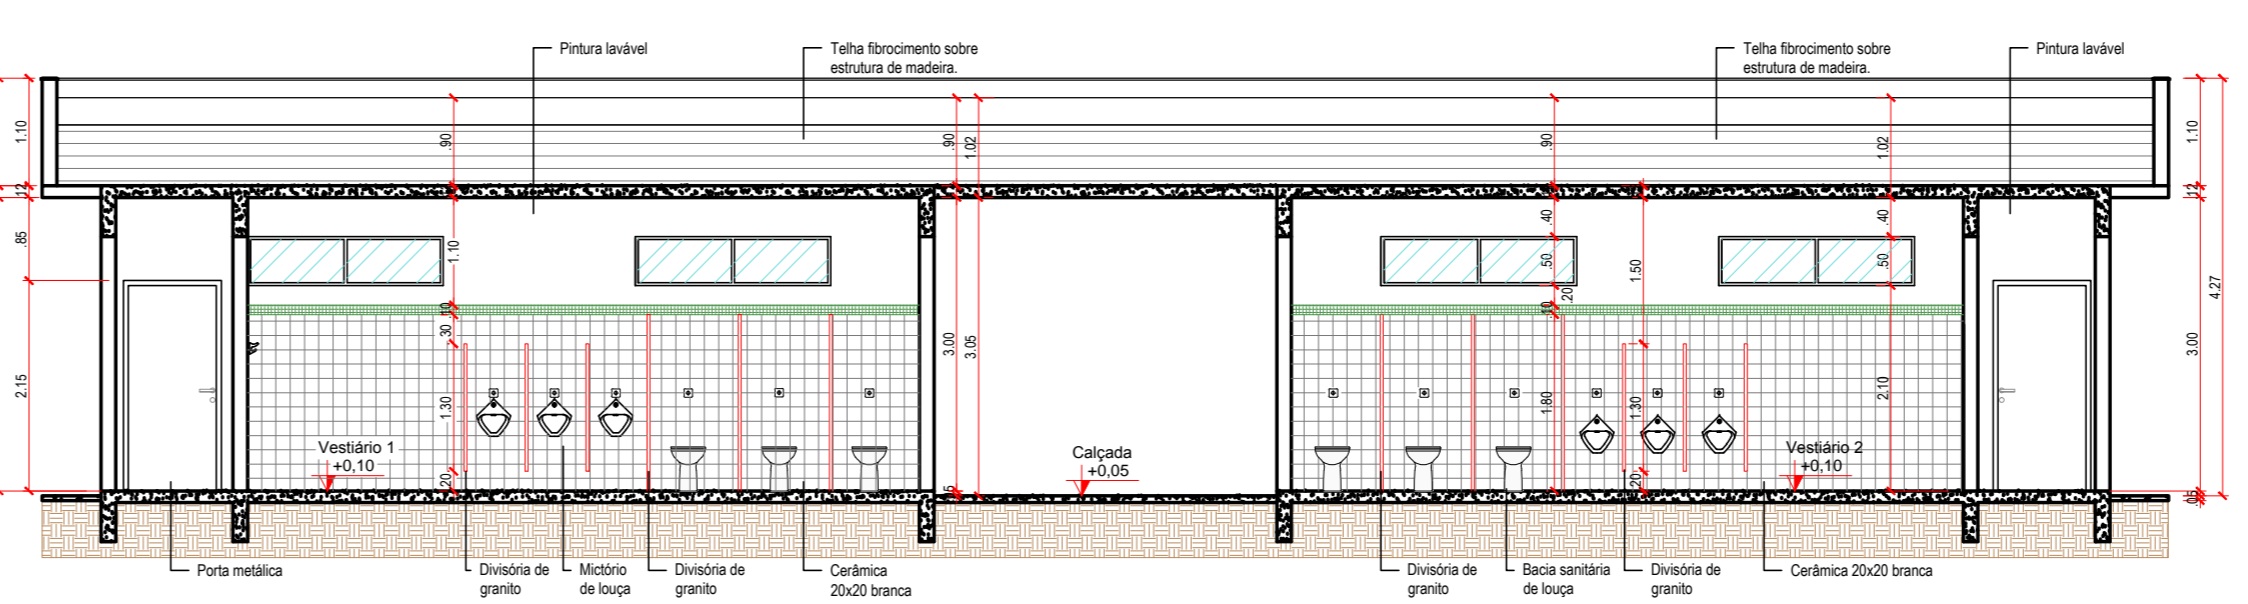 Pintura lavável
Telha fibrocimento sobre
estrutura de madeira.
Telha fibrocimento sobre
estrutura de madeira.
Pintura lavável
1.10
.12
.85
2.15
.90
1.10
.10
.30
1.30
.20
.90
1.02
3.00
3.05
.05
.90
.40
.50
.20
.10
1.80
1.50
1.30
.20
1.02
.40
.50
2.10
1.10
.12
3.00
.05
4.27
Vestiário 1
+0,10
Calçada
+0,05
Vestiário 2
+0,10
Porta metálica
Divisória de
granito
Mictório
de louça
Divisória de
granito
Cerâmica
20x20 branca
Divisória de
granito
Bacia sanitária
de louça
Divisória de
granito
Cerâmica 20x20 branca